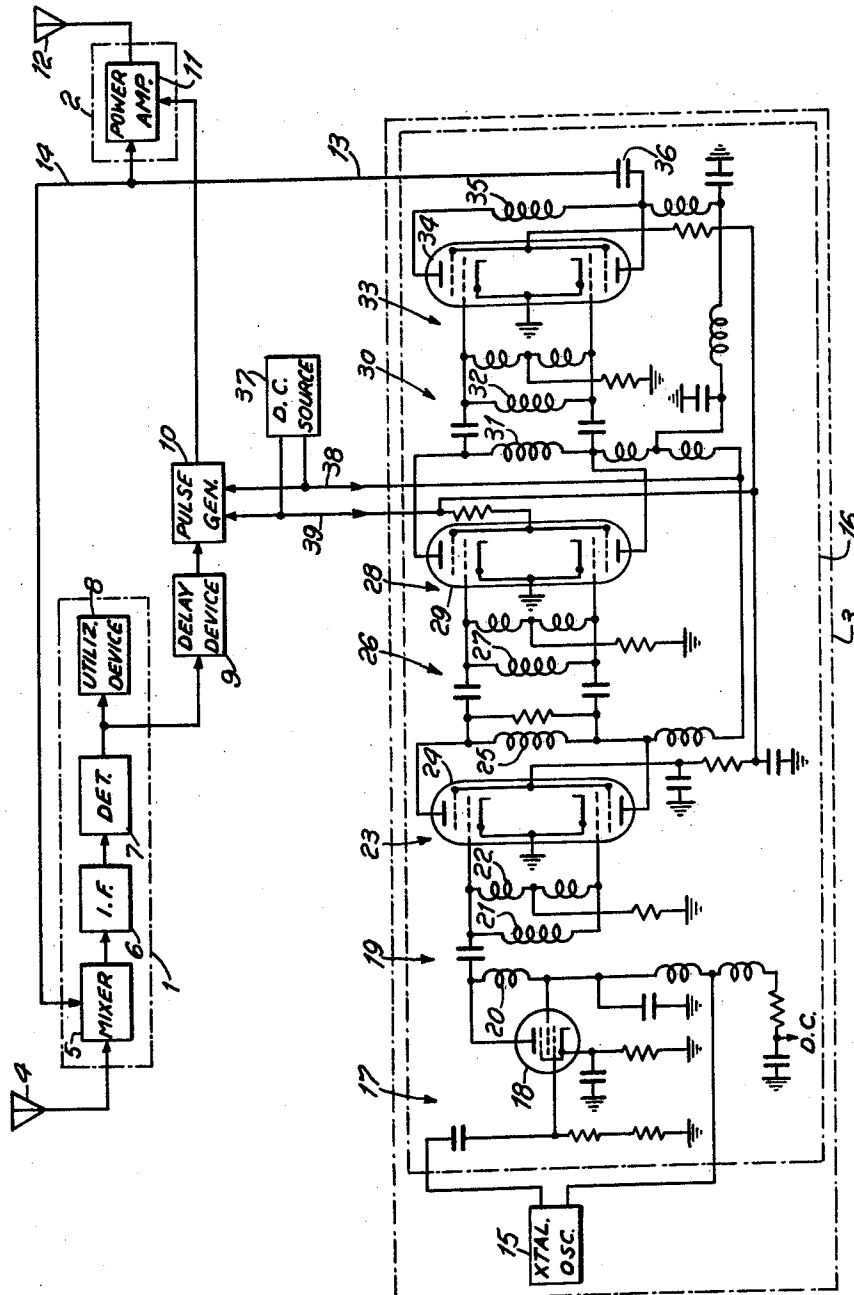 12
2
POWER
AMP.
11
14
13
10
PULSE
GEN.
37
D.C.
SOURCE
38
39
8
UTILIZ.
DEVICE
DELAY
DEVICE
9
DET.
7
I.F.
6
MIXER
5
1
4
36
35
34
33
30
32
31
28
29
26
27
25
24
23
22
21
19
20
18
17
D.C.
15
XTAL.
OSC.
16
3